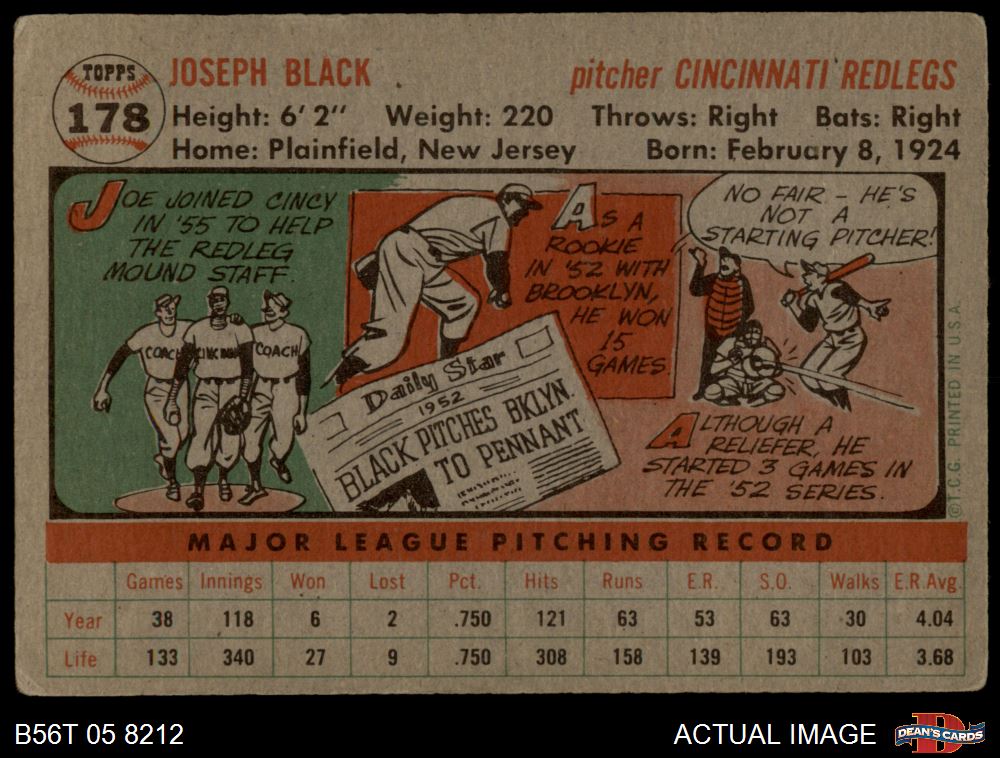 TOPPS
178
JOSEPH BLACK
pitcher CINCINNATI REDLEGS
Height: 6' 2" Weight: 220 Throws: Right Bats: Right
Home: Plainfield, New Jersey Born: February 8, 1924
JOE JOINED CINCY
IN '55 TO HELP
THE REDLEG
MOUND STAFF.
COACH
COACH
AS A
ROOKIE
IN '52 WITH
BROOKLYN,
HE WON
15
GAMES.
Daily Star
1952
BLACK PITCHES BKLYN.
TO PENNANT
NO FAIR - HE'S
NOT A
STARTING PITCHER!
ALTHOUGH A
RELIEFER, HE
STARTED 3 GAMES IN
THE '52 SERIES.
© T.C.G. PRINTED IN U.S.A.
MAJOR LEAGUE PITCHING RECORD
Games Innings Won Lost Pct. Hits Runs E.R. S.O. Walks E.R.Avg.
Year 38 118 6 2 .750 121 63 53 63 30 4.04
Life 133 340 27 9 .750 308 158 139 193 103 3.68
B56T 05 8212
ACTUAL IMAGE
DEAN'S CARDS